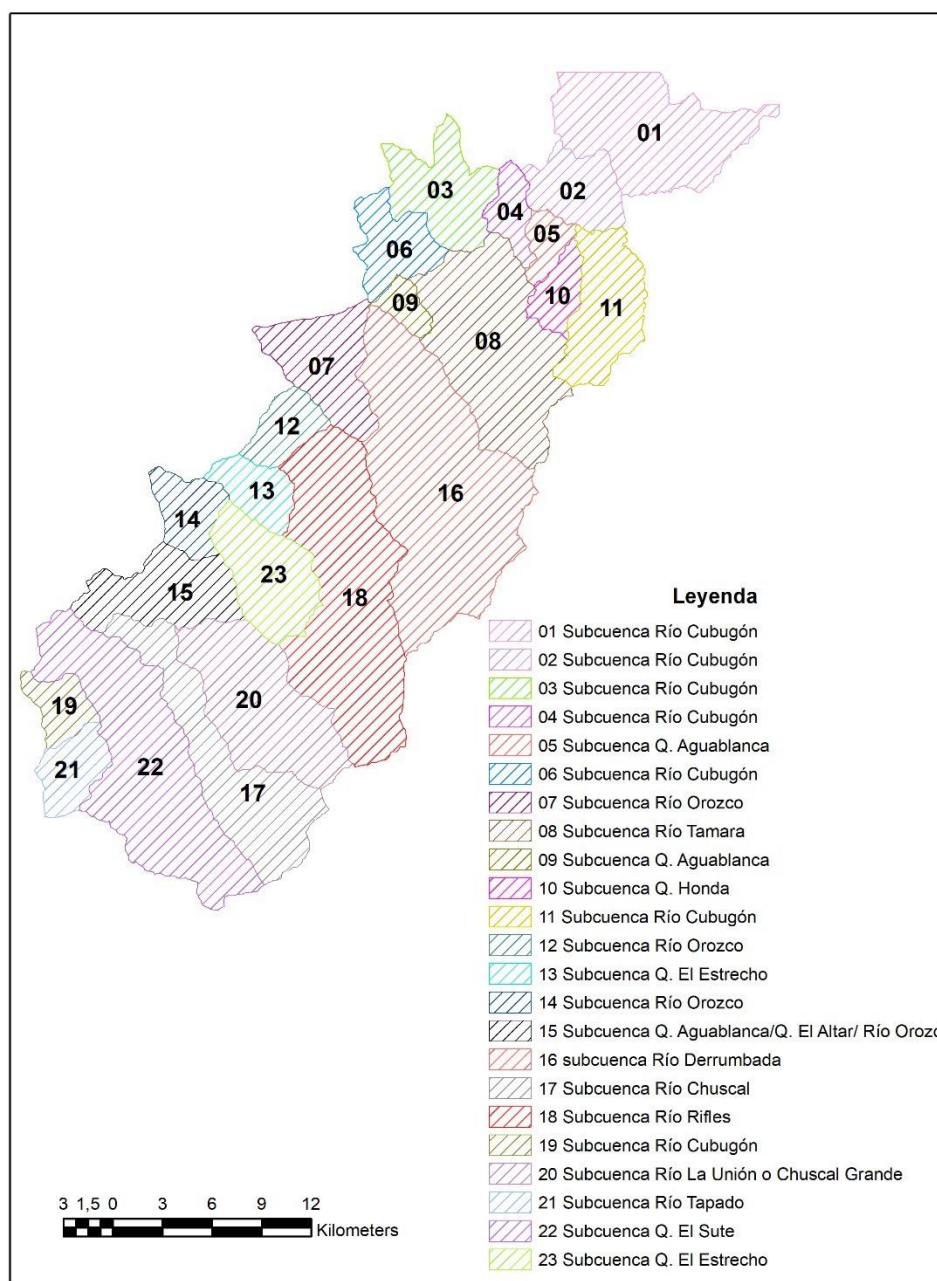 01
02
03
04
05
06
10
11
09
08
07
12
13
16
14
23
15
18
20
19
22
21
17
Leyenda
01 Subcuenca Río Cubugón
02 Subcuenca Río Cubugón
03 Subcuenca Río Cubugón
04 Subcuenca Río Cubugón
05 Subcuenca Q. Aguablanca
06 Subcuenca Río Cubugón
07 Subcuenca Río Orozco
08 Subcuenca Río Tamara
09 Subcuenca Q. Aguablanca
10 Subcuenca Q. Honda
11 Subcuenca Río Cubugón
12 Subcuenca Río Orozco
13 Subcuenca Q. El Estrecho
14 Subcuenca Río Orozco
15 Subcuenca Q. Aguablanca/Q. El Altar/ Río Orozc
16 subcuenca Río Derrumbada
17 Subcuenca Río Chuscal
18 Subcuenca Río Rifles
19 Subcuenca Río Cubugón
20 Subcuenca Río La Unión o Chuscal Grande
21 Subcuenca Río Tapado
22 Subcuenca Q. El Sute
23 Subcuenca Q. El Estrecho
3 1,5 0 3 6 9 12
Kilometers